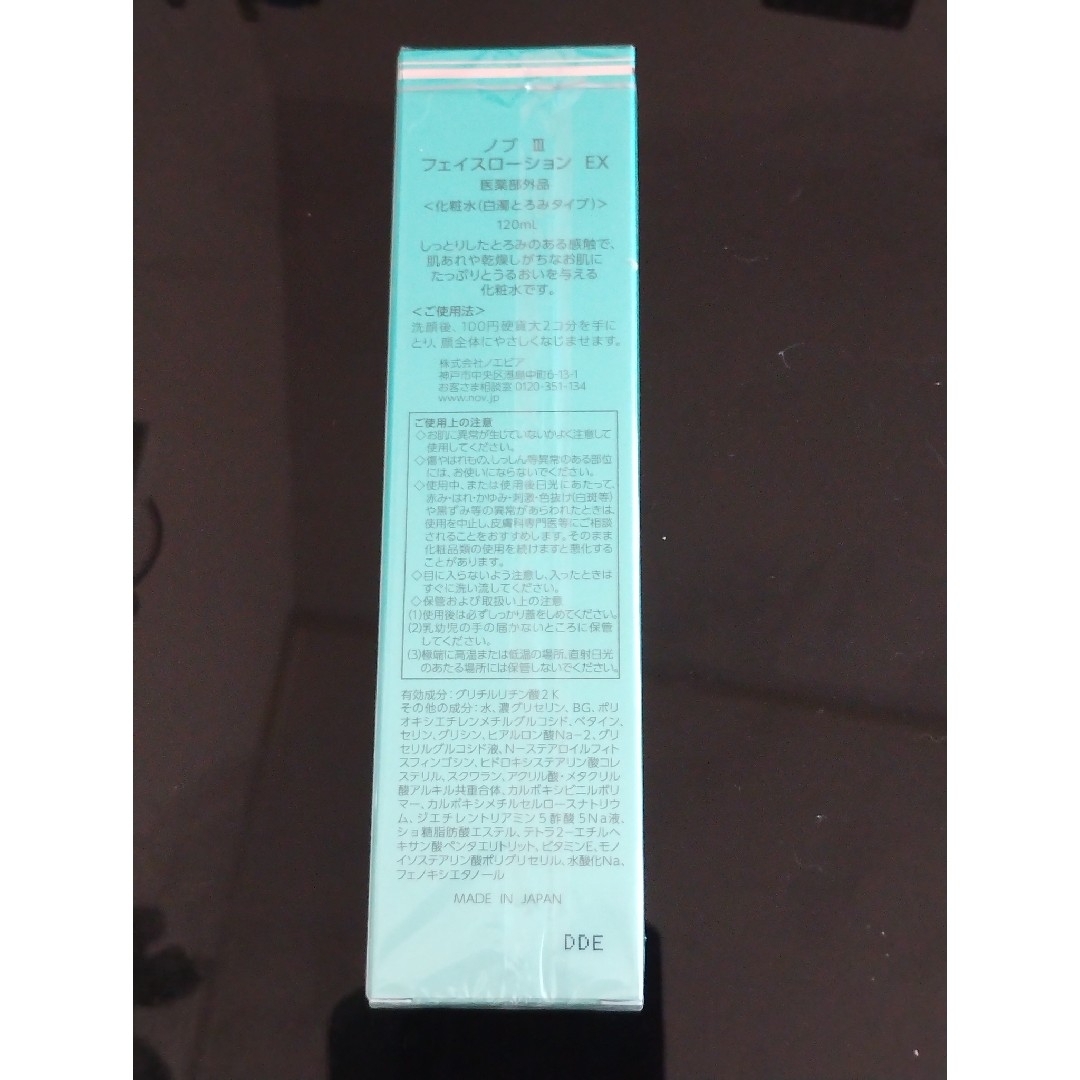 ノブ Ⅲ
フェイスローション EX
医薬部外品
＜化粧水(白濁とろみタイプ)＞
120mL
しっとりしたとろみのある感触で、
肌あれや乾燥しがちなお肌に
たっぷりとうるおいを与える
化粧水です。
＜ご使用法＞
洗顔後、100円硬貨大2コ分を手に
とり、顔全体にやさしくなじませます。
株式会社ノエビア
神戸市中央区港島中町6-13-1
お客さま相談室 0120-351-134
www.nov.jp
ご使用上の注意
◇お肌に異常が生じていないかよく注意して
使用してください。
◇傷やはれもの、しっしん等異常のある部位
には、お使いにならないでください。
◇使用中、または使用後日光にあたって、
赤み・はれ・かゆみ・刺激・色抜け(白斑等)
や黒ずみ等の異常があらわれたときは、
使用を中止し、皮膚科専門医等にご相談
されることをおすすめします。そのまま
化粧品類の使用を続けますと悪化する
ことがあります。
◇目に入らないよう注意し、入ったときは
すぐに洗い流してください。
◇保管および取扱い上の注意
(1)使用後は必ずしっかり蓋をしめてください。
(2)乳幼児の手の届かないところに保管
してください。
(3)極端に高温または低温の場所、直射日光
のあたる場所には保管しないでください。
有効成分：グリチルリチン酸2K
その他の成分：水、濃グリセリン、BG、ポリ
オキシエチレンメチルグルコシド、ベタイン、
セリン、グリシン、ヒアルロン酸Na-2、グリ
セリルグルコシド液、N-ステアロイルフィト
スフィンゴシン、ヒドロキシステアリン酸コレ
ステリル、スクワラン、アクリル酸・メタクリル
酸アルキル共重合体、カルボキシビニルポリ
マー、カルボキシメチルセルロースナトリウ
ム、ジエチレントリアミン5酢酸5Na液、
ショ糖脂肪酸エステル、テトラ2-エチルヘ
キサン酸ペンタエリトリット、ビタミンE、モノ
イソステアリン酸ポリグリセリル、水酸化Na、
フェノキシエタノール
MADE IN JAPAN
DDE